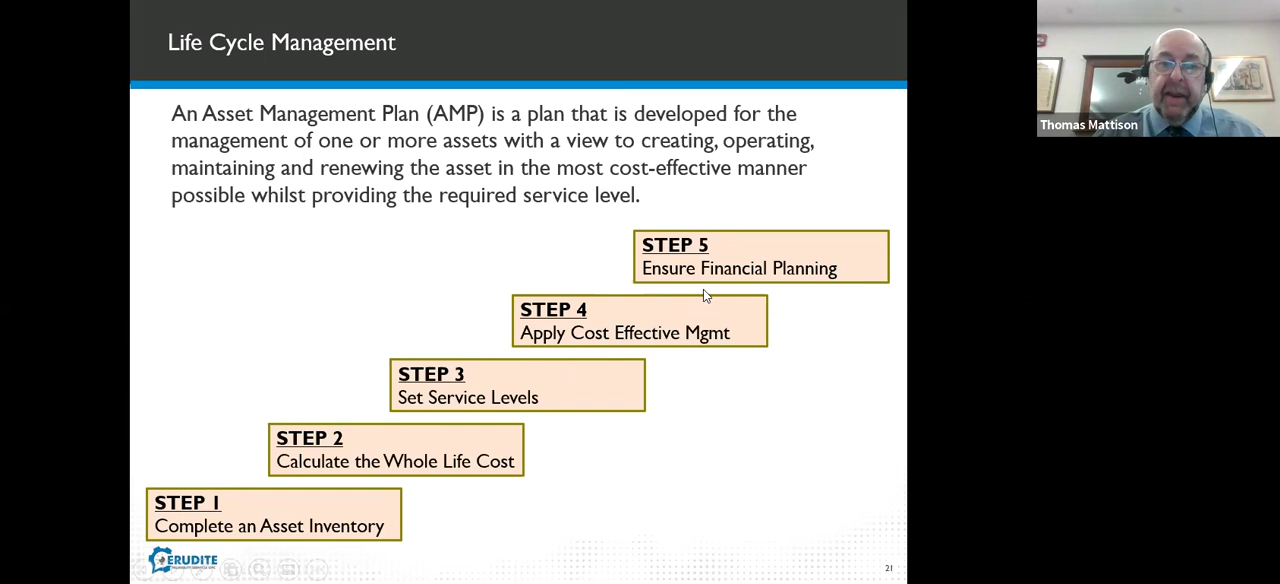 Life Cycle Management
An Asset Management Plan (AMP) is a plan that is developed for the
management of one or more assets with a view to creating, operating,
maintaining and renewing the asset in the most cost-effective manner
possible whilst providing the required service level.
STEP 5
Ensure Financial Planning
STEP 4
Apply Cost Effective Mgmt
STEP 3
Set Service Levels
STEP 2
Calculate the Whole Life Cost
STEP 1
Complete an Asset Inventory
ERUDITE
21
Thomas Mattison